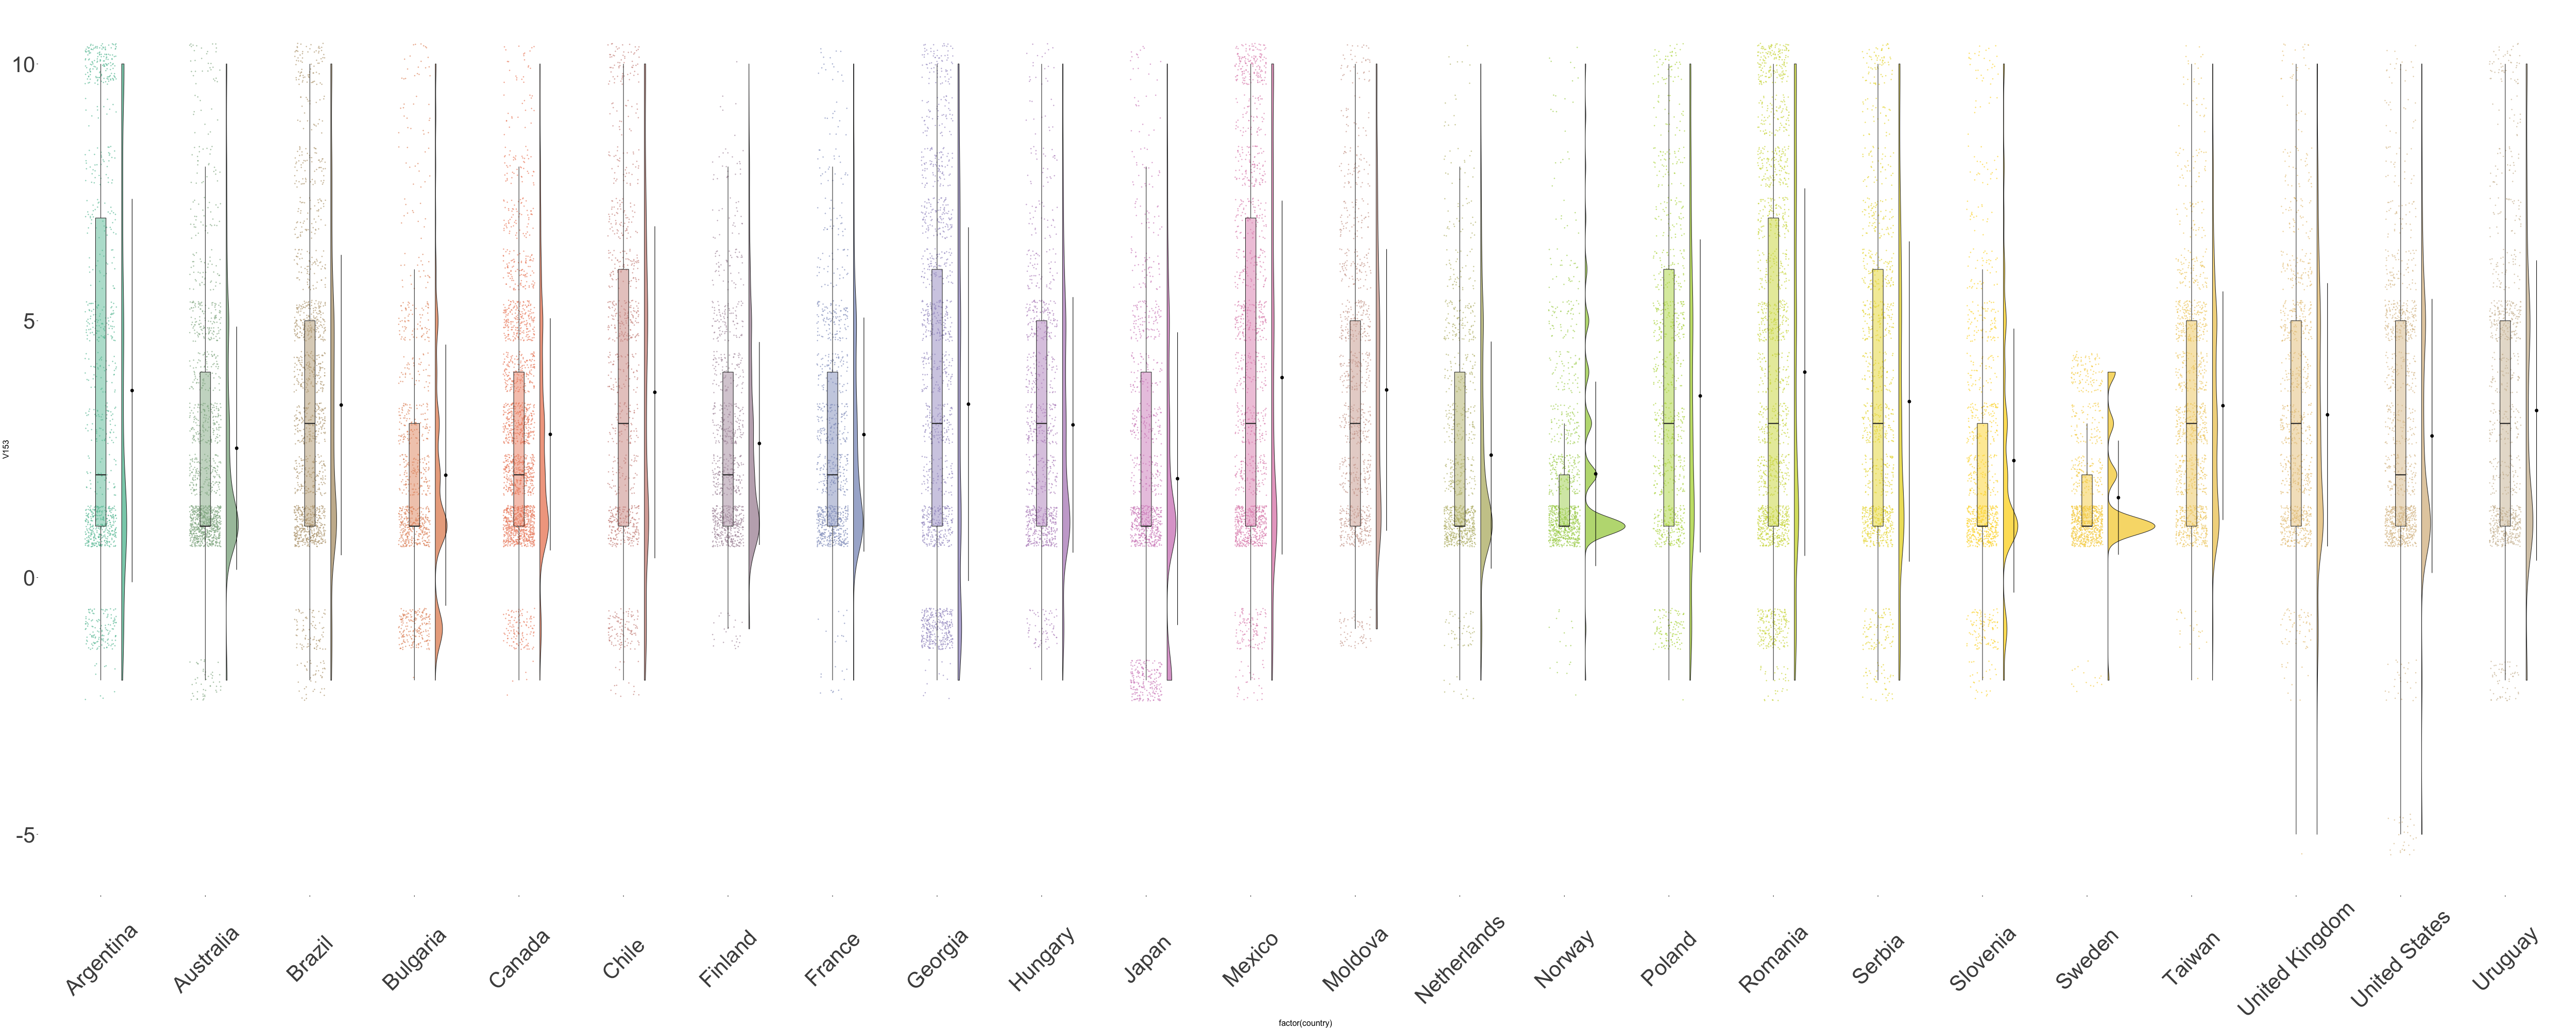 10
5
0
-5
V153
Argentina
Australia
Brazil
Bulgaria
Canada
Chile
Finland
France
Georgia
Hungary
Japan
Mexico
Moldova
Netherlands
Norway
Poland
Romania
Serbia
Slovenia
Sweden
Taiwan
United Kingdom
United States
Uruguay
factor(country)